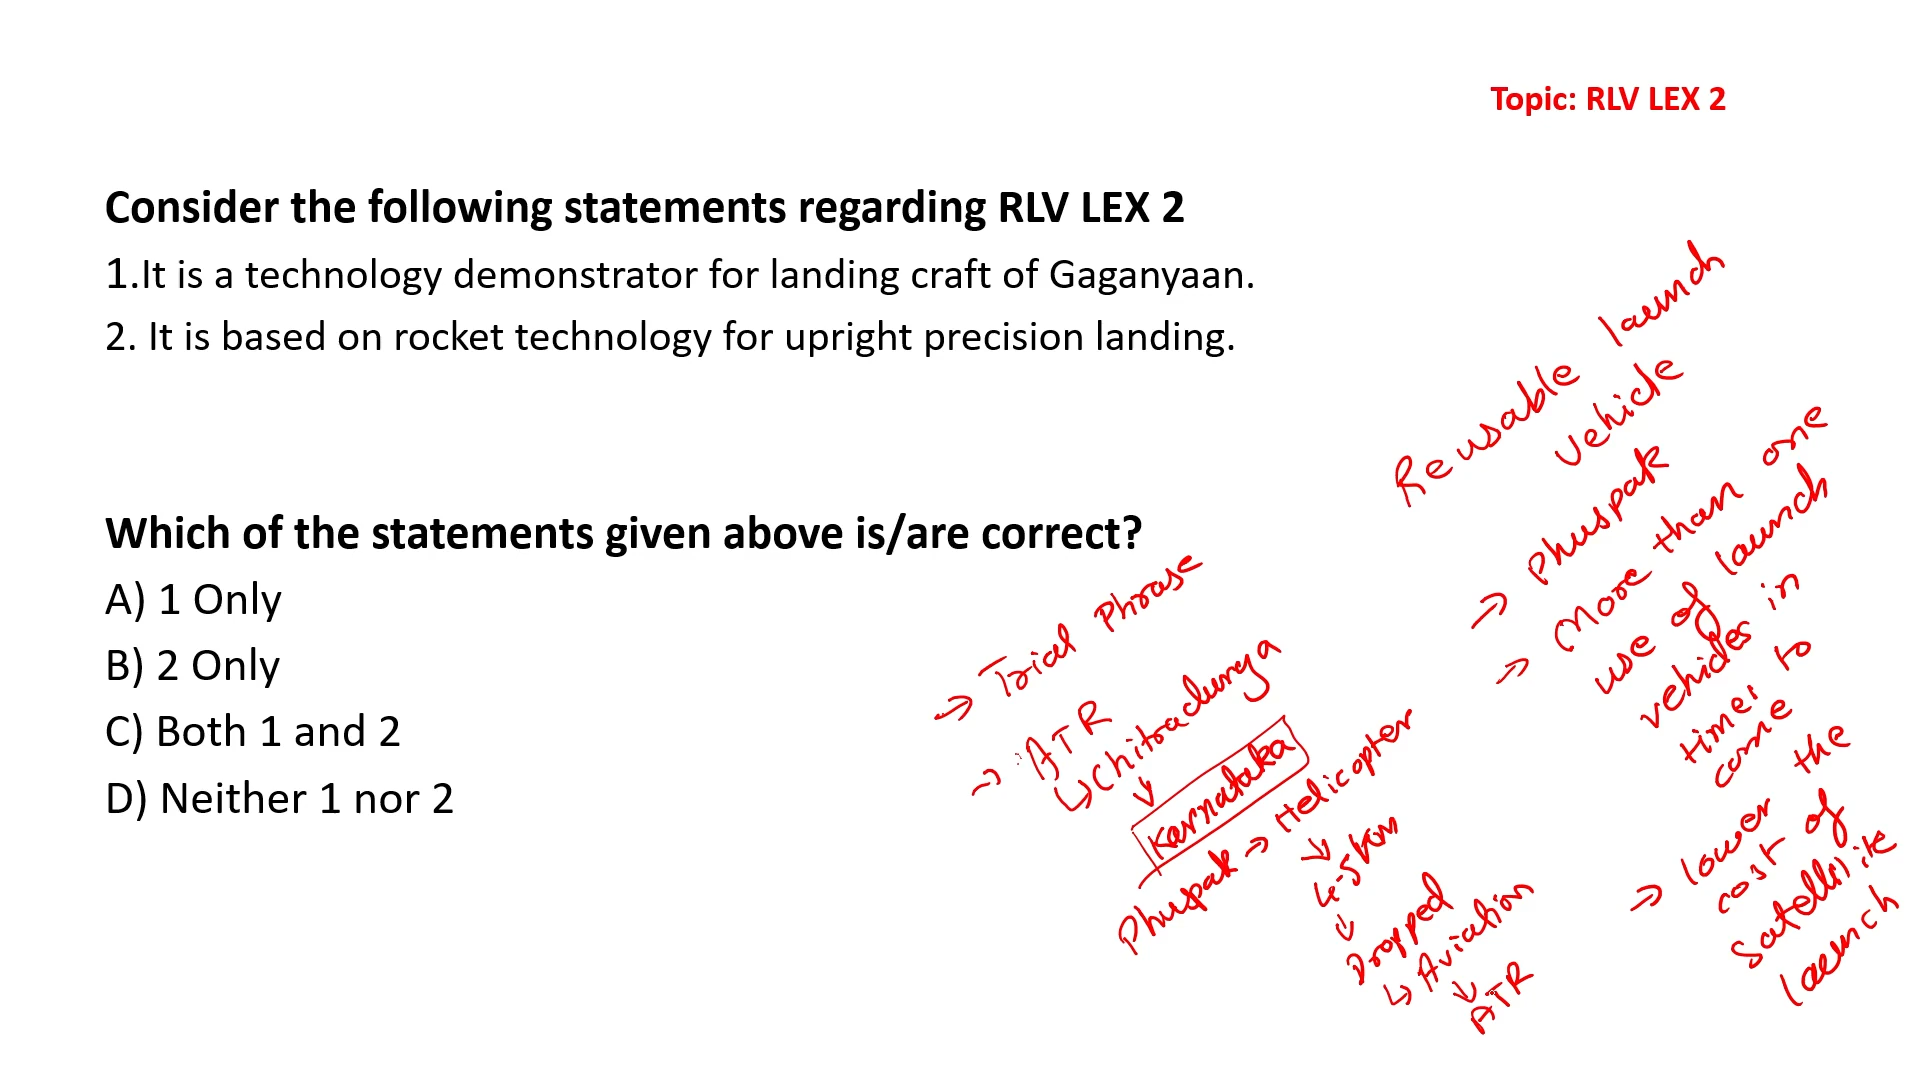 Topic: RLV LEX 2
Consider the following statements regarding RLV LEX 2
1.It is a technology demonstrator for landing craft of Gaganyaan.
2. It is based on rocket technology for upright precision landing.
Which of the statements given above is/are correct?
A) 1 Only
B) 2 Only
C) Both 1 and 2
D) Neither 1 nor 2
Reusable launch
vehicle
→ Phuspak
→ More than one
use of launch
vehicles in
times to
come
→ lower the
cost of
Satellite
launch
→ Trial Phrase
→ ATR
↳ Chitradurga
↓
Karnataka
Phuspak → Helicopter
↓
4.5km
↓
Dropped
↳ Aviation
↓
ATR